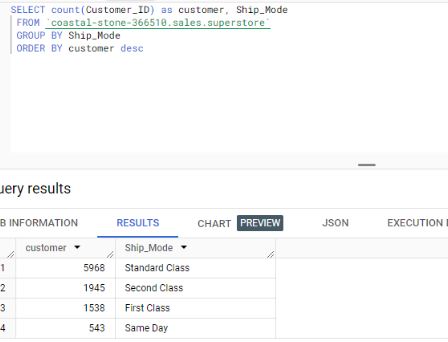 SELECT count(Customer_ID) as customer, Ship_Mode
FROM `coastal-stone-366510.sales.superstore`
GROUP BY Ship_Mode
ORDER BY customer desc
uery results
B INFORMATION RESULTS CHART PREVIEW JSON EXECUTION
customer Ship_Mode
1 5968 Standard Class
2 1945 Second Class
3 1538 First Class
4 543 Same Day